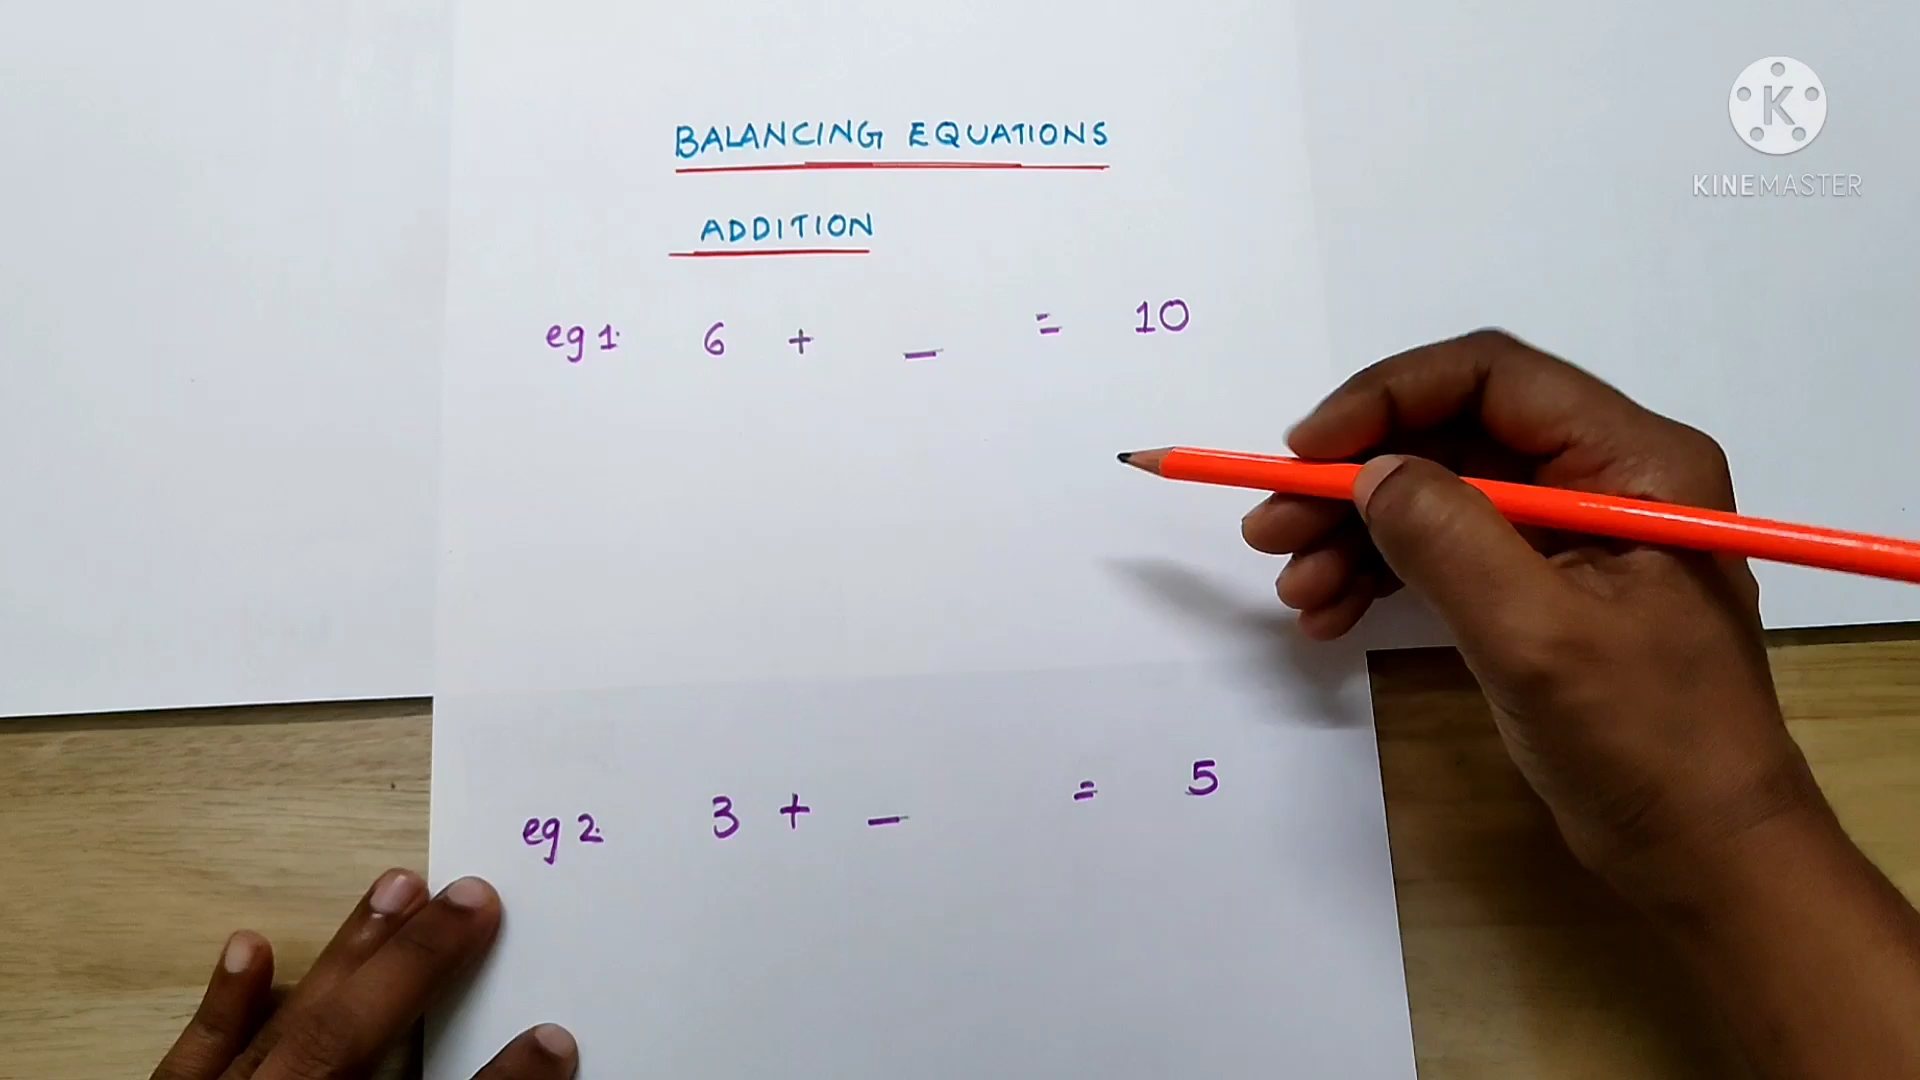 BALANCING EQUATIONS
ADDITION
eg 1. 6 + _ = 10
eg 2. 3 + _ = 5
K
KINEMASTER